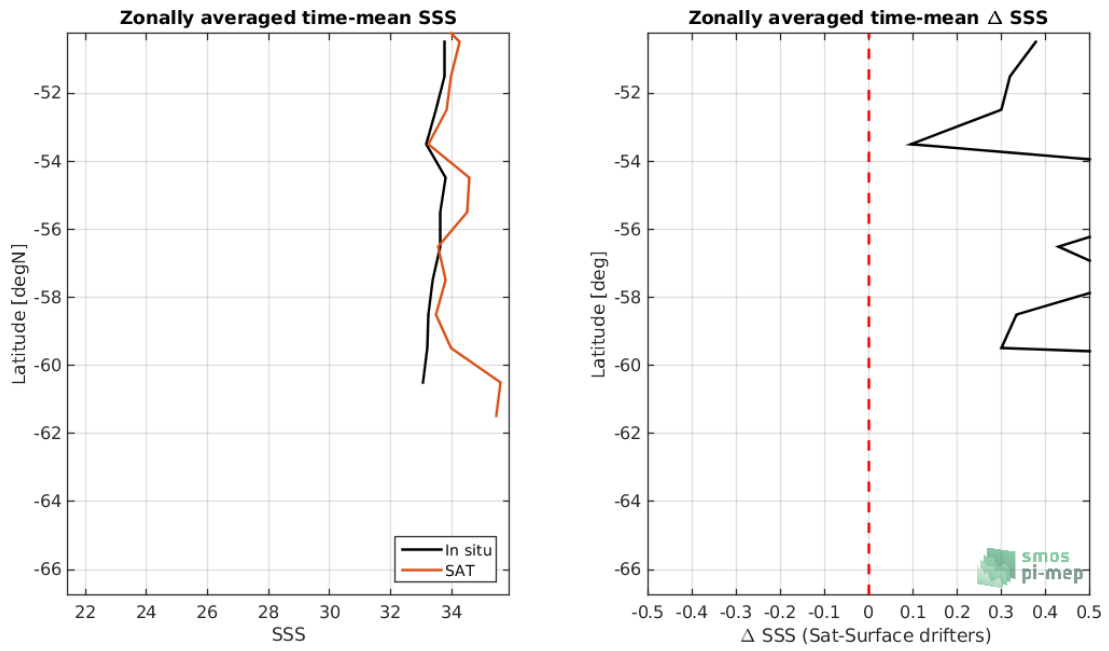 Zonally averaged time-mean SSS
-52
-54
-56
-58
-60
-62
-64
-66
Latitude [degN]
22 24 26 28 30 32 34
SSS
In situ
SAT
Zonally averaged time-mean Δ SSS
-52
-54
-56
-58
-60
-62
-64
-66
Latitude [deg]
-0.5 -0.4 -0.3 -0.2 -0.1 0 0.1 0.2 0.3 0.4 0.5
Δ SSS (Sat-Surface drifters)
smos
pi-mep